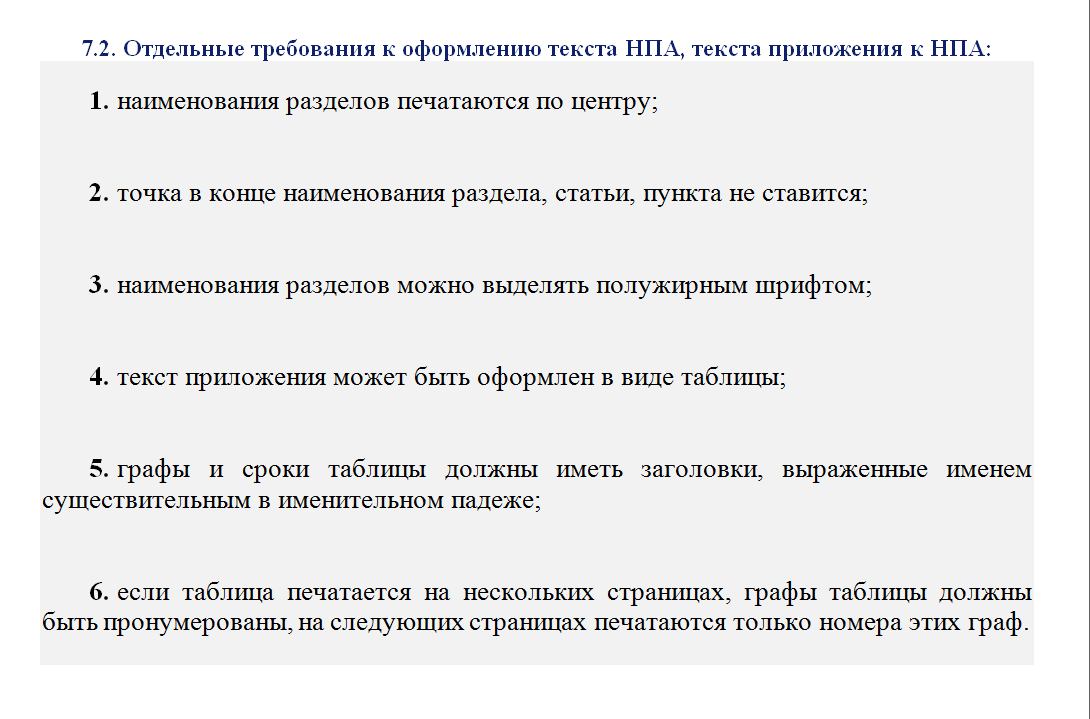 7.2. Отдельные требования к оформлению текста НПА, текста приложения к НПА:
1. наименования разделов печатаются по центру;
2. точка в конце наименования раздела, статьи, пункта не ставится;
3. наименования разделов можно выделять полужирным шрифтом;
4. текст приложения может быть оформлен в виде таблицы;
5. графы и сроки таблицы должны иметь заголовки, выраженные именем
существительным в именительном падеже;
6. если таблица печатается на нескольких страницах, графы таблицы должны
быть пронумерованы, на следующих страницах печатаются только номера этих граф.